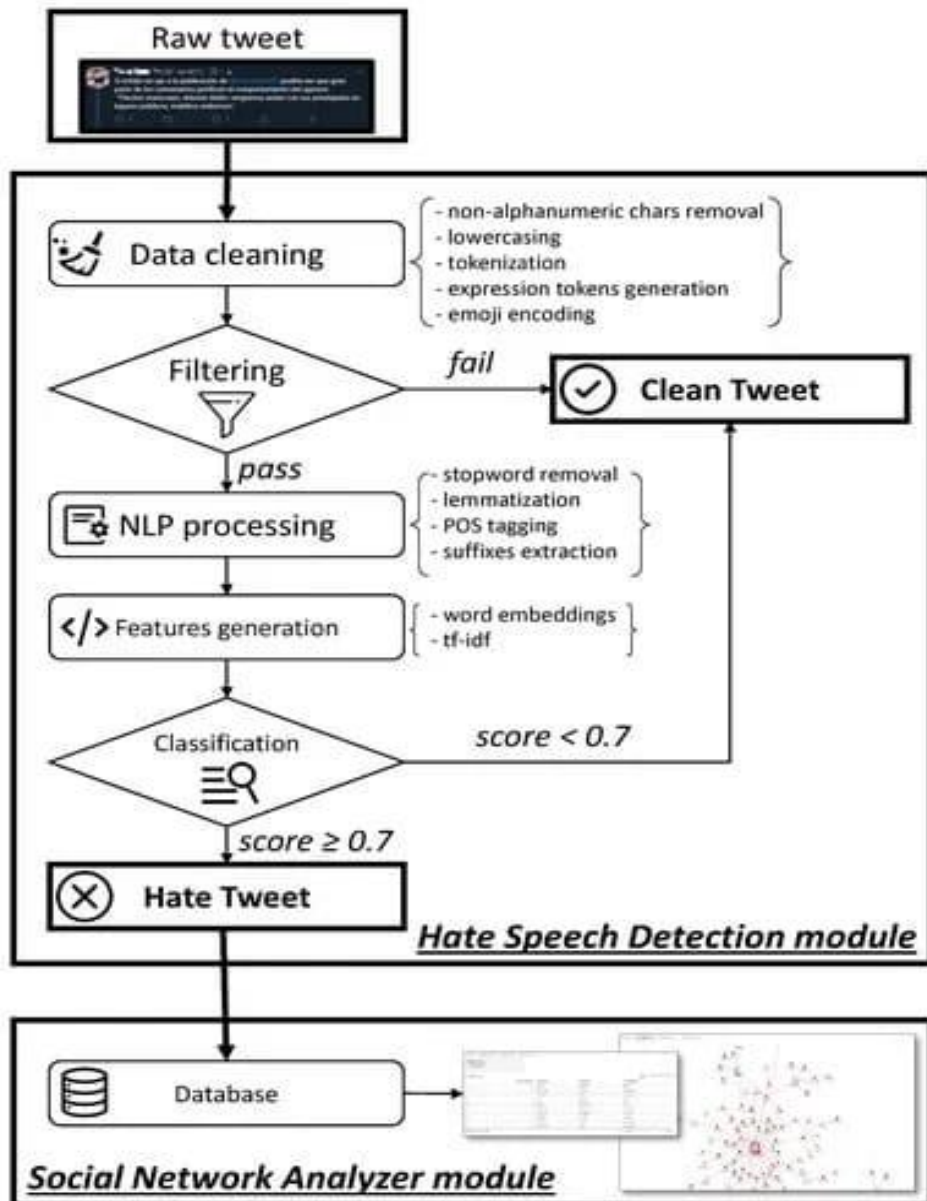 Raw tweet
Data cleaning
- non-alphanumeric chars removal
- lowercasing
- tokenization
- expression tokens generation
- emoji encoding
Filtering
fail
Clean Tweet
pass
NLP processing
- stopword removal
- lemmatization
- POS tagging
- suffixes extraction
</> Features generation
- word embeddings
- tf-idf
Classification
score < 0.7
score ≥ 0.7
Hate Tweet
Hate Speech Detection module
Database
Social Network Analyzer module